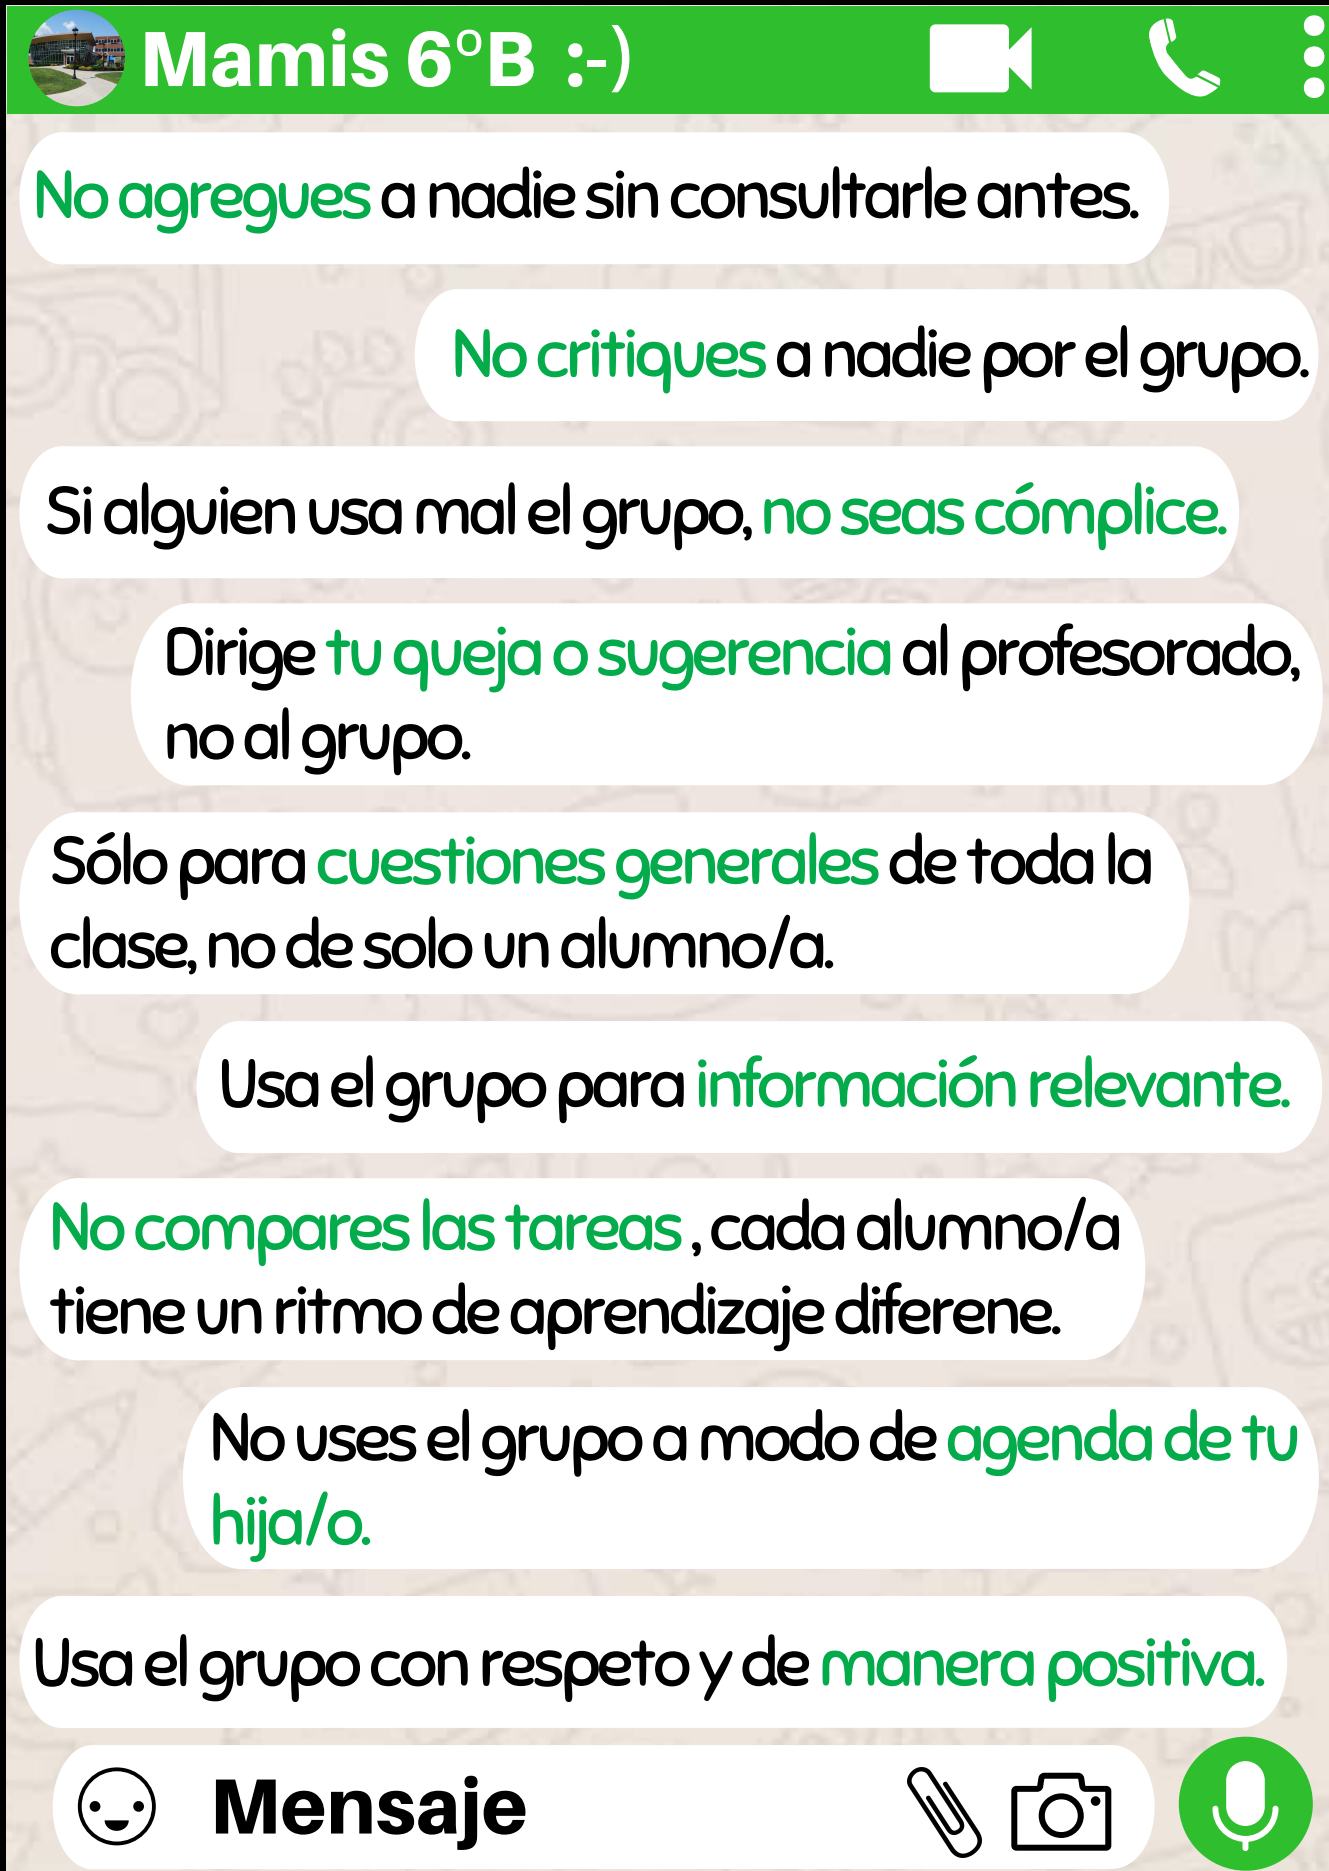 Mamis 6ºB :-)
No agregues a nadie sin consultarle antes.
No critiques a nadie por el grupo.
Si alguien usa mal el grupo, no seas cómplice.
Dirige tu queja o sugerencia al profesorado,
no al grupo.
Sólo para cuestiones generales de toda la
clase, no de solo un alumno/a.
Usa el grupo para información relevante.
No compares las tareas , cada alumno/a
tiene un ritmo de aprendizaje diferene.
No uses el grupo a modo de agenda de tu
hija/o.
Usa el grupo con respeto y de manera positiva.
Mensaje